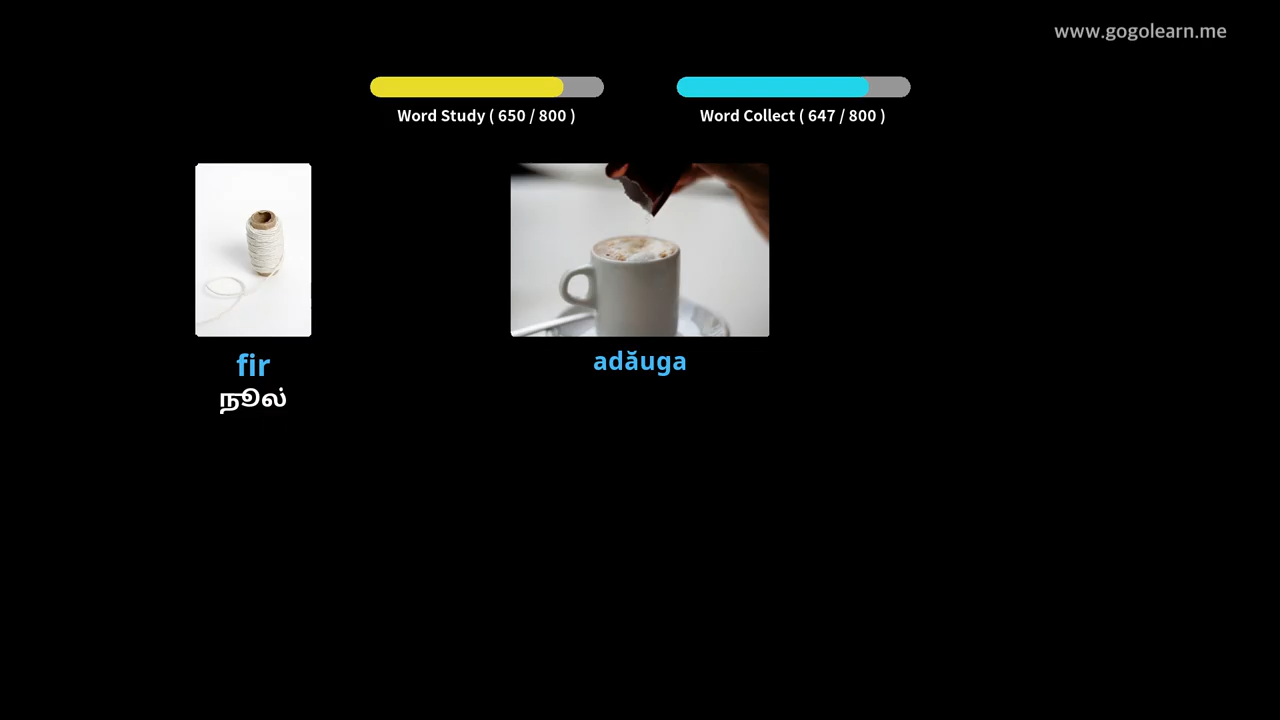 www.gogolearn.me
Word Study ( 650 / 800 )
Word Collect ( 647 / 800 )
fir
நூல்
adăuga